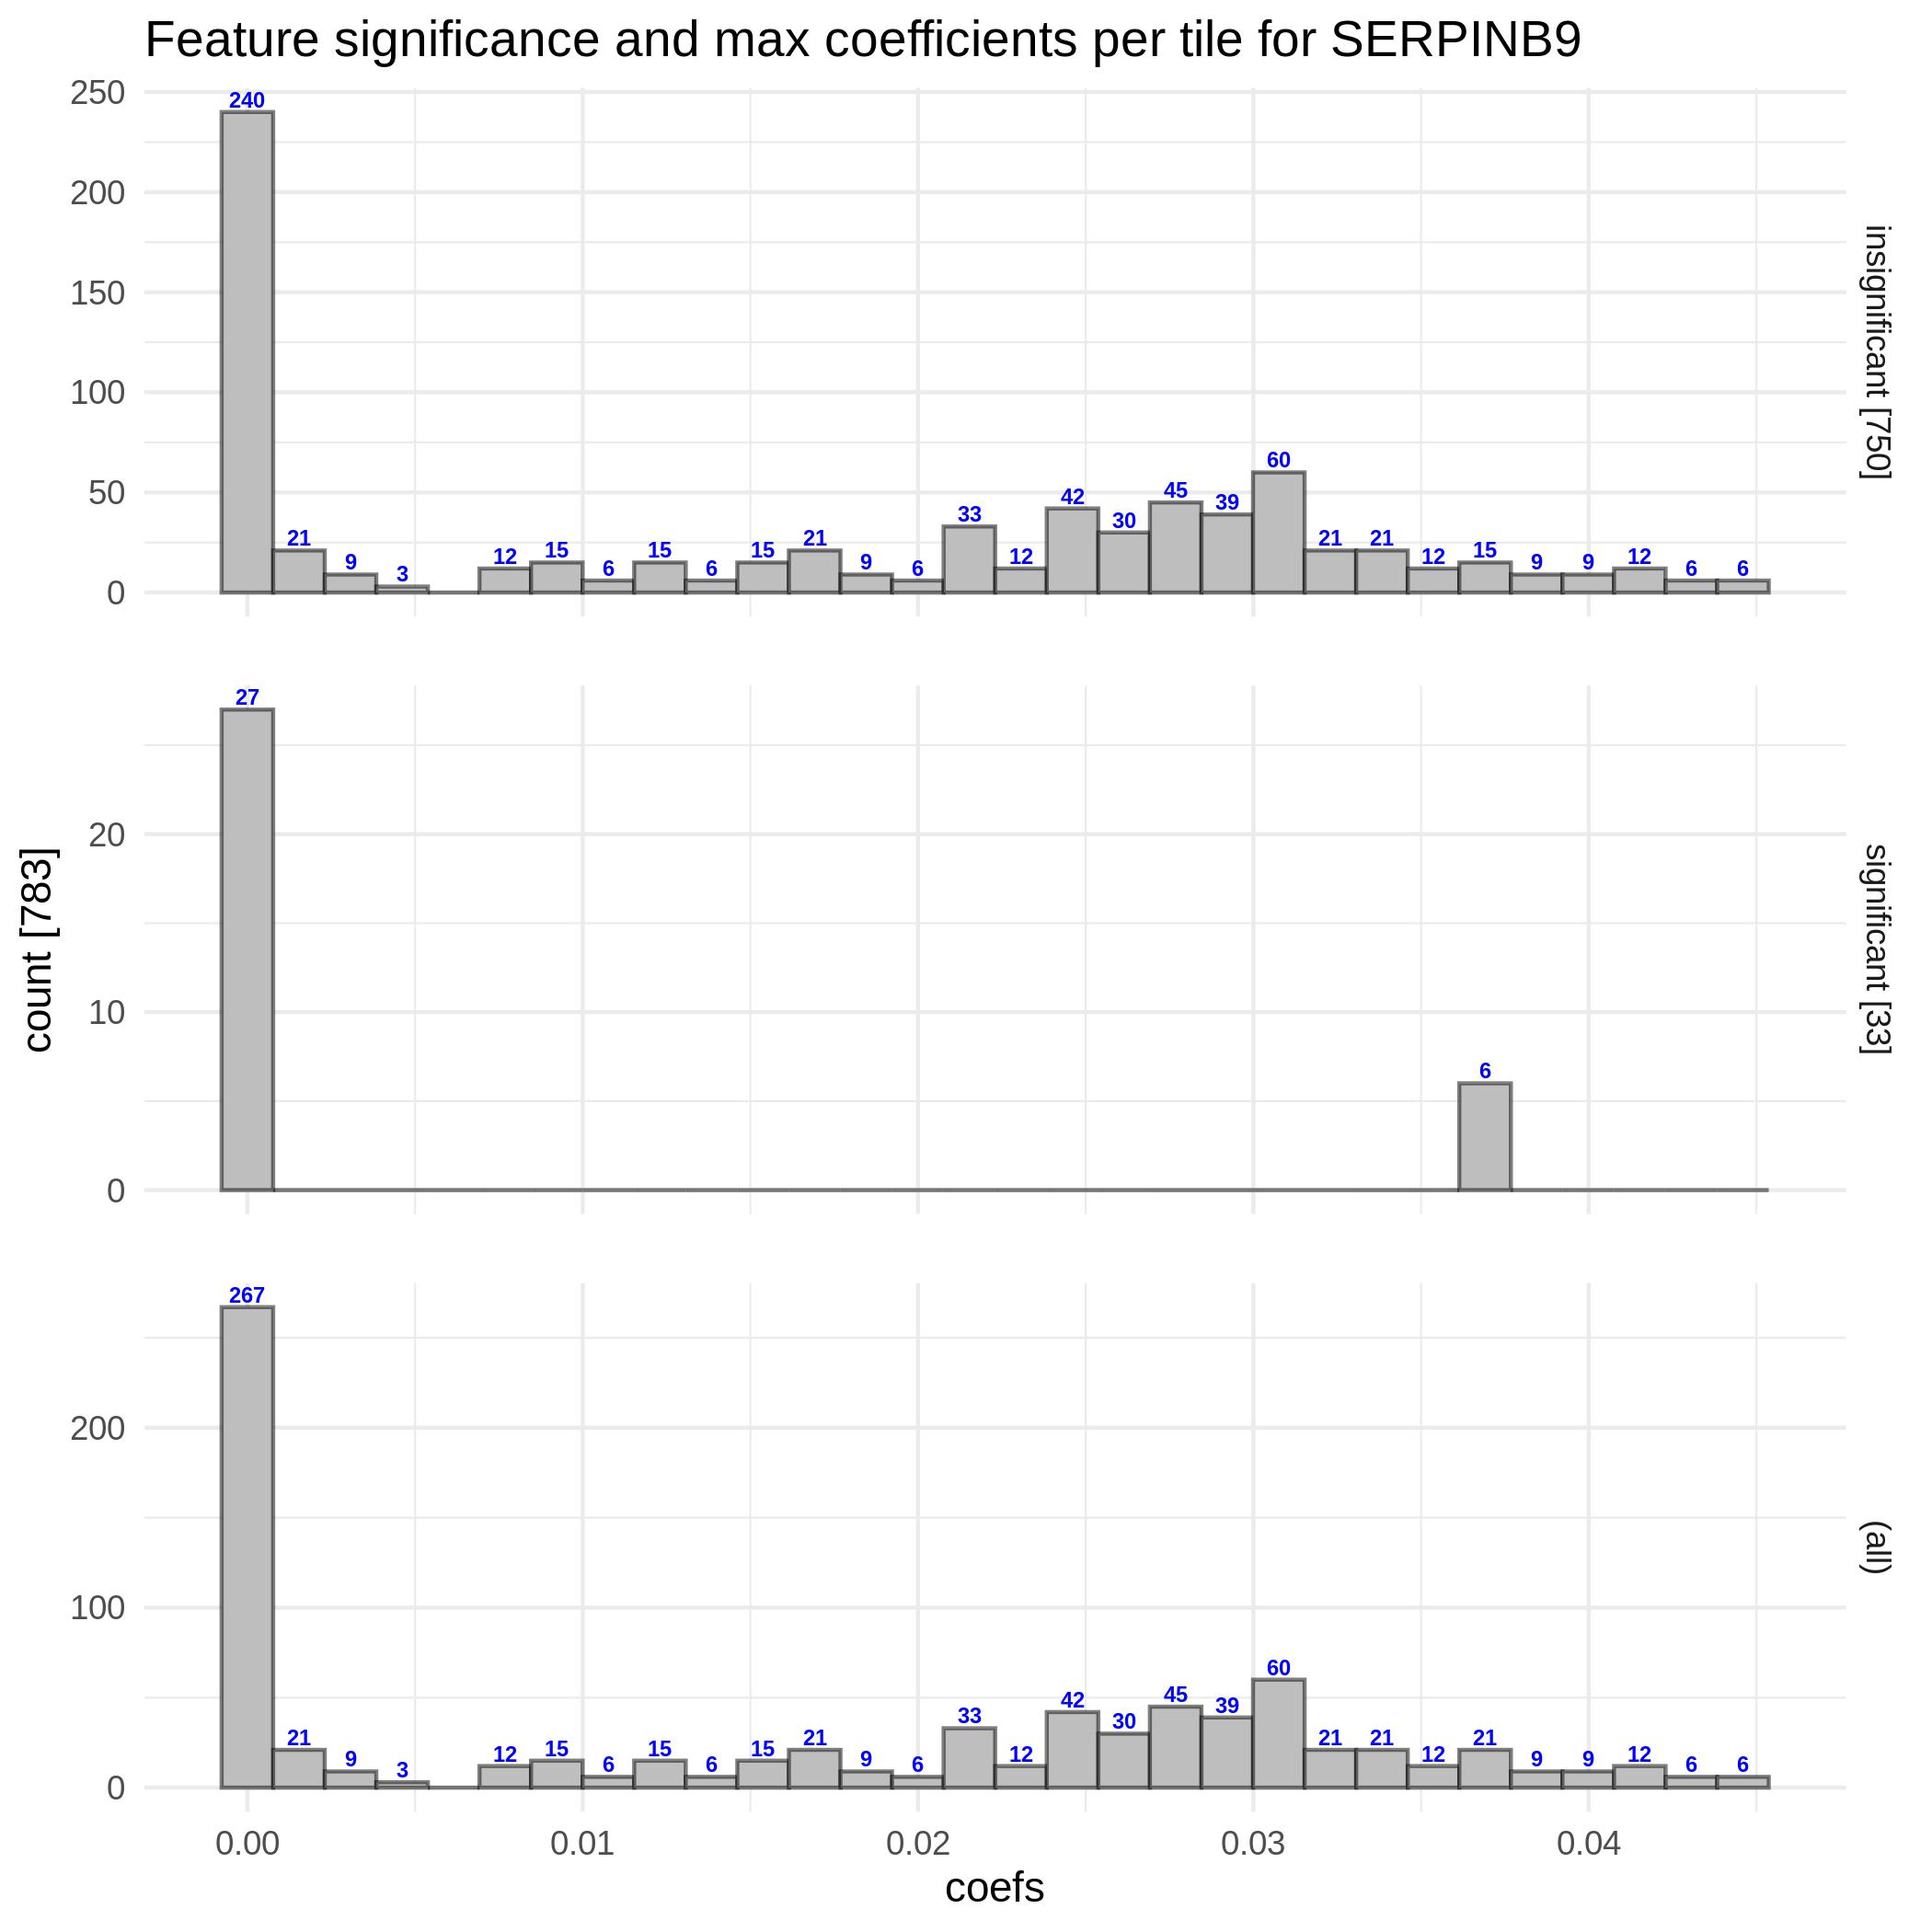 Feature significance and max coefficients per tile for SERPINB9
250
200
150
100
50
0
240 21 9 3 12 15 6 15 6 15 21 9 6 33 12 42 30 45 39 60 21 21 12 15 9 9 12 6 6
insignificant [750]
count [783]
20
10
0
27 6
significant [33]
200
100
0
267 21 9 3 12 15 6 15 6 15 21 9 6 33 12 42 30 45 39 60 21 21 12 21 9 9 12 6 6
(all)
0.00 0.01 0.02 0.03 0.04
coefs